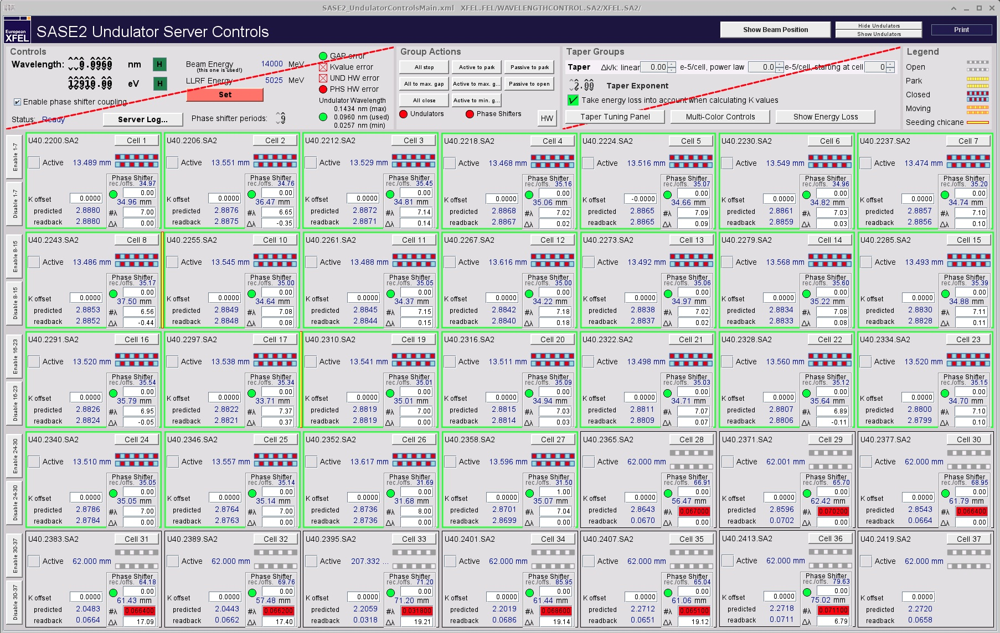 SASE2_UndulatorControlsMain.xml XFEL.FEL/WAVELENGTHCONTROL.SA2/XFEL.SA2/
European XFEL SASE2 Undulator Server Controls Show Beam Position Hide Undulators Show Undulators Print
Controls
Wavelength: 0.0960 nm H
12910.00 eV H
Enable phase shifter coupling
Status: Ready Server Log...
Beam Energy 14000 MeV
(this one is used!)
LLRF Energy 5025 MeV
Set
Phase shifter periods: 9
GAP error
Kvalue error
UND HW error
PHS HW error
Undulator Wavelength
0.1434 nm (max)
0.0960 nm (used)
0.0257 nm (min)
Group Actions
All stop Active to park Passive to park
All to max. gap Active to max. g... Passive to open
All close Active to min. g...
Undulators Phase Shifters HW
Taper Groups
Taper Δk/k: linear 0.00 e-5/cell, power law 0.0 e-5/cell, starting at cell 0
2.00 Taper Exponent
Take energy loss into account when calculating K values
Taper Tuning Panel Multi-Color Controls Show Energy Loss
Legend
Open
Park
Closed
Moving
Seeding chicane
Enable 1-7
Disable 1-7
U40.2200.SA2 Cell 1 U40.2206.SA2 Cell 2 U40.2212.SA2 Cell 3 U40.2218.SA2 Cell 4 U40.2224.SA2 Cell 5 U40.2230.SA2 Cell 6 U40.2237.SA2 Cell 7
Active 13.489 mm Active 13.551 mm Active 13.529 mm Active 13.468 mm Active 13.516 mm Active 13.549 mm Active 13.474 mm
Phase Shifter Phase Shifter Phase Shifter Phase Shifter Phase Shifter Phase Shifter Phase Shifter
rec./offs. 34.97 rec./offs. 34.76 rec./offs. 35.45 rec./offs. 35.16 rec./offs. 35.07 rec./offs. 34.96 rec./offs. 35.20
0.00 0.00 0.00 0.00 0.00 0.00 0.00
K offset 0.0000 34.96 mm K offset 0.0000 36.47 mm K offset 0.0000 34.81 mm K offset 0.0000 35.06 mm K offset -0.0000 34.66 mm K offset 0.0000 34.82 mm K offset 0.0000 34.74 mm
predicted 2.8880 #λ 7.00 predicted 2.8876 #λ 6.65 predicted 2.8872 #λ 7.14 predicted 2.8868 #λ 7.02 predicted 2.8865 #λ 7.09 predicted 2.8861 #λ 7.03 predicted 2.8857 #λ 7.10
readback 2.8880 Δλ 0.00 readback 2.8875 Δλ -0.35 readback 2.8871 Δλ 0.14 readback 2.8867 Δλ 0.02 readback 2.8865 Δλ 0.09 readback 2.8859 Δλ 0.03 readback 2.8856 Δλ 0.10
Enable 8-15
Disable 8-15
U40.2243.SA2 Cell 8 U40.2255.SA2 Cell 10 U40.2261.SA2 Cell 11 U40.2267.SA2 Cell 12 U40.2273.SA2 Cell 13 U40.2279.SA2 Cell 14 U40.2285.SA2 Cell 15
Active 13.486 mm Active 13.545 mm Active 13.488 mm Active 13.616 mm Active 13.492 mm Active 13.568 mm Active 13.493 mm
Phase Shifter Phase Shifter Phase Shifter Phase Shifter Phase Shifter Phase Shifter Phase Shifter
rec./offs. 35.17 rec./offs. 35.00 rec./offs. 35.05 rec./offs. 35.00 rec./offs. 35.06 rec./offs. 35.60 rec./offs. 35.39
0.00 0.00 0.00 0.00 0.00 0.00 0.00
K offset 0.0000 37.50 mm K offset 0.0000 34.64 mm K offset 0.0000 34.37 mm K offset 0.0000 34.22 mm K offset 0.0000 34.97 mm K offset 0.0000 35.22 mm K offset 0.0000 34.88 mm
predicted 2.8853 #λ 6.56 predicted 2.8849 #λ 7.08 predicted 2.8845 #λ 7.15 predicted 2.8842 #λ 7.18 predicted 2.8838 #λ 7.02 predicted 2.8834 #λ 7.08 predicted 2.8830 #λ 7.11
readback 2.8852 Δλ -0.44 readback 2.8848 Δλ 0.08 readback 2.8844 Δλ 0.15 readback 2.8840 Δλ 0.18 readback 2.8837 Δλ 0.02 readback 2.8833 Δλ 0.08 readback 2.8828 Δλ 0.11
Enable 16-23
Disable 16-23
U40.2291.SA2 Cell 16 U40.2297.SA2 Cell 17 U40.2310.SA2 Cell 19 U40.2316.SA2 Cell 20 U40.2322.SA2 Cell 21 U40.2328.SA2 Cell 22 U40.2334.SA2 Cell 23
Active 13.520 mm Active 13.538 mm Active 13.541 mm Active 13.511 mm Active 13.498 mm Active 13.560 mm Active 13.520 mm
Phase Shifter Phase Shifter Phase Shifter Phase Shifter Phase Shifter Phase Shifter Phase Shifter
rec./offs. 35.54 rec./offs. 35.34 rec./offs. 35.01 rec./offs. 35.09 rec./offs. 35.03 rec./offs. 35.12 rec./offs. 35.15
0.00 0.00 0.00 0.00 0.00 0.00 0.00
K offset 0.0000 35.79 mm K offset 0.0000 33.71 mm K offset 0.0000 35.01 mm K offset 0.0000 34.94 mm K offset 0.0000 34.71 mm K offset 0.0000 35.64 mm K offset 0.0000 34.70 mm
predicted 2.8826 #λ 6.95 predicted 2.8822 #λ 7.37 predicted 2.8819 #λ 7.00 predicted 2.8815 #λ 7.03 predicted 2.8811 #λ 7.07 predicted 2.8807 #λ 6.89 predicted 2.8800 #λ 7.10
readback 2.8824 Δλ -0.05 readback 2.8821 Δλ 0.37 readback 2.8819 Δλ 0.00 readback 2.8814 Δλ 0.03 readback 2.8809 Δλ 0.07 readback 2.8806 Δλ -0.11 readback 2.8799 Δλ 0.10
Enable 24-30
Disable 24-30
U40.2340.SA2 Cell 24 U40.2346.SA2 Cell 25 U40.2352.SA2 Cell 26 U40.2358.SA2 Cell 27 U40.2365.SA2 Cell 28 U40.2371.SA2 Cell 29 U40.2377.SA2 Cell 30
Active 13.510 mm Active 13.557 mm Active 13.617 mm Active 13.596 mm Active 62.000 mm Active 62.001 mm Active 62.000 mm
Phase Shifter Phase Shifter Phase Shifter Phase Shifter Phase Shifter Phase Shifter Phase Shifter
rec./offs. 35.05 rec./offs. 35.14 rec./offs. 31.69 rec./offs. 31.50 rec./offs. 66.91 rec./offs. 65.70 rec./offs. 68.95
0.00 0.00 0.00 1.00 0.00 0.00 0.00
K offset 0.0000 35.05 mm K offset 0.0000 35.14 mm K offset 0.0000 31.68 mm K offset 0.0000 35.07 mm K offset 0.0000 56.47 mm K offset 0.0000 62.42 mm K offset 0.0000 61.79 mm
predicted 2.8786 #λ 7.00 predicted 2.8764 #λ 7.00 predicted 2.8736 #λ 8.00 predicted 2.8701 #λ 7.04 predicted 2.8643 #λ 0.067000 predicted 2.8596 #λ 0.070200 predicted 2.8543 #λ 0.066400
readback 2.8784 Δλ 0.00 readback 2.8763 Δλ 0.00 readback 2.8736 Δλ 0.00 readback 2.8699 Δλ 0.00 readback 0.0670 Δλ 0.00 readback 0.0702 Δλ 0.00 readback 0.0664 Δλ 0.00
Enable 30-37
Disable 30-37
U40.2383.SA2 Cell 31 U40.2389.SA2 Cell 32 U40.2395.SA2 Cell 33 U40.2401.SA2 Cell 34 U40.2407.SA2 Cell 35 U40.2413.SA2 Cell 36 U40.2419.SA2 Cell 37
Active 62.000 mm Active 62.000 mm Active 207.332 ... Active 62.000 mm Active 62.000 mm Active 62.000 mm Active 62.000 mm
Phase Shifter Phase Shifter Phase Shifter Phase Shifter Phase Shifter Phase Shifter
rec./offs. 64.18 rec./offs. 69.76 rec./offs. 71.20 rec./offs. 85.95 rec./offs. 65.04 rec./offs. 79.63
0.00 0.00 0.00 0.00 0.00 0.00
K offset 0.0000 61.43 mm K offset 0.0000 57.48 mm K offset 0.0000 71.20 mm K offset 0.0000 61.44 mm K offset 0.0000 61.06 mm K offset 0.0000 75.02 mm K offset 0.0000
predicted 2.0483 #λ 0.066400 predicted 2.0443 #λ 0.066200 predicted 2.2059 #λ 0.031800 predicted 2.2019 #λ 0.068600 predicted 2.2712 #λ 0.065100 predicted 2.2718 #λ 0.071100 predicted 2.2720
readback 0.0664 Δλ 17.09 readback 0.0662 Δλ 17.40 readback 0.0318 Δλ 19.21 readback 0.0686 Δλ 19.14 readback 0.0651 Δλ 19.12 readback 0.0711 Δλ 6.79 readback 0.0658